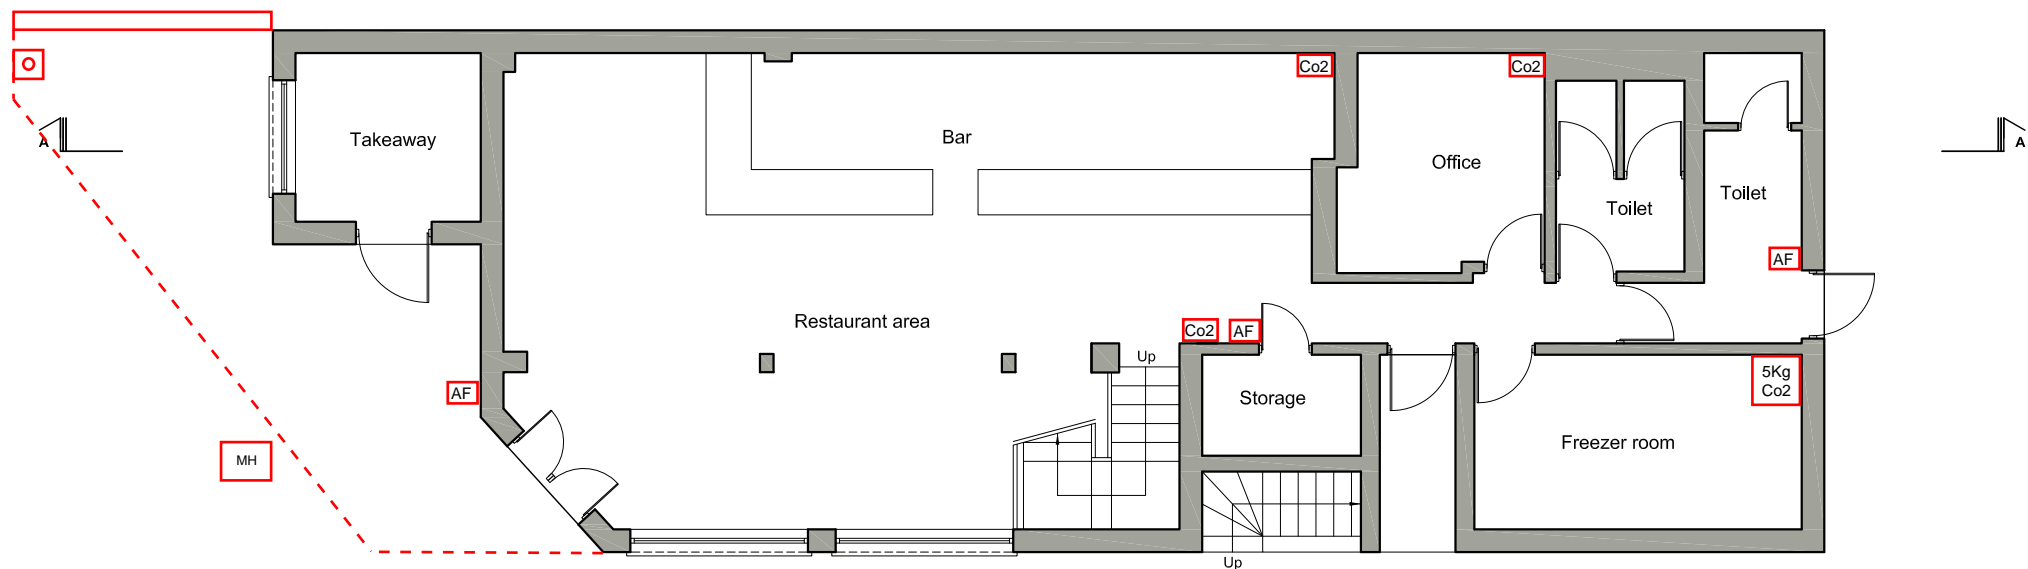 Co2
Co2
A
Takeaway
Bar
Office
A
Toilet
Toilet
AF
Restaurant area
Co2
AF
Up
5Kg
Co2
AF
Storage
Freezer room
MH
Up